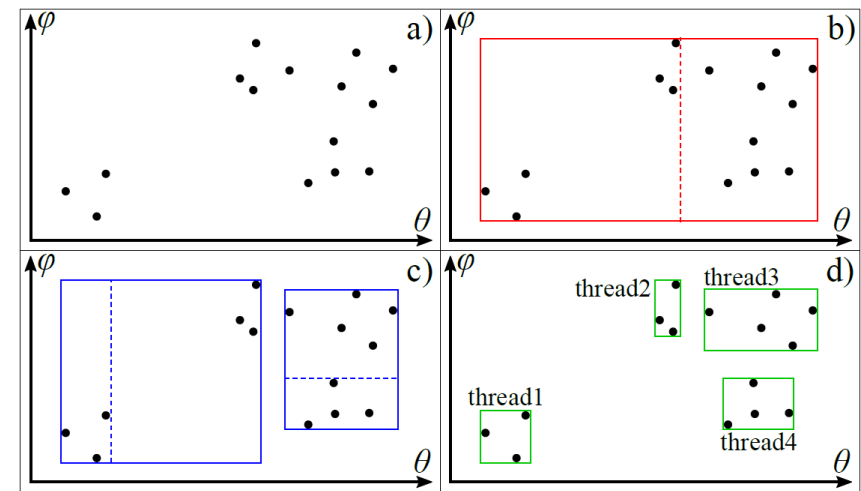 φ a)
θ
φ b)
θ
φ c)
θ
φ d)
thread2 thread3
thread1
thread4
θ